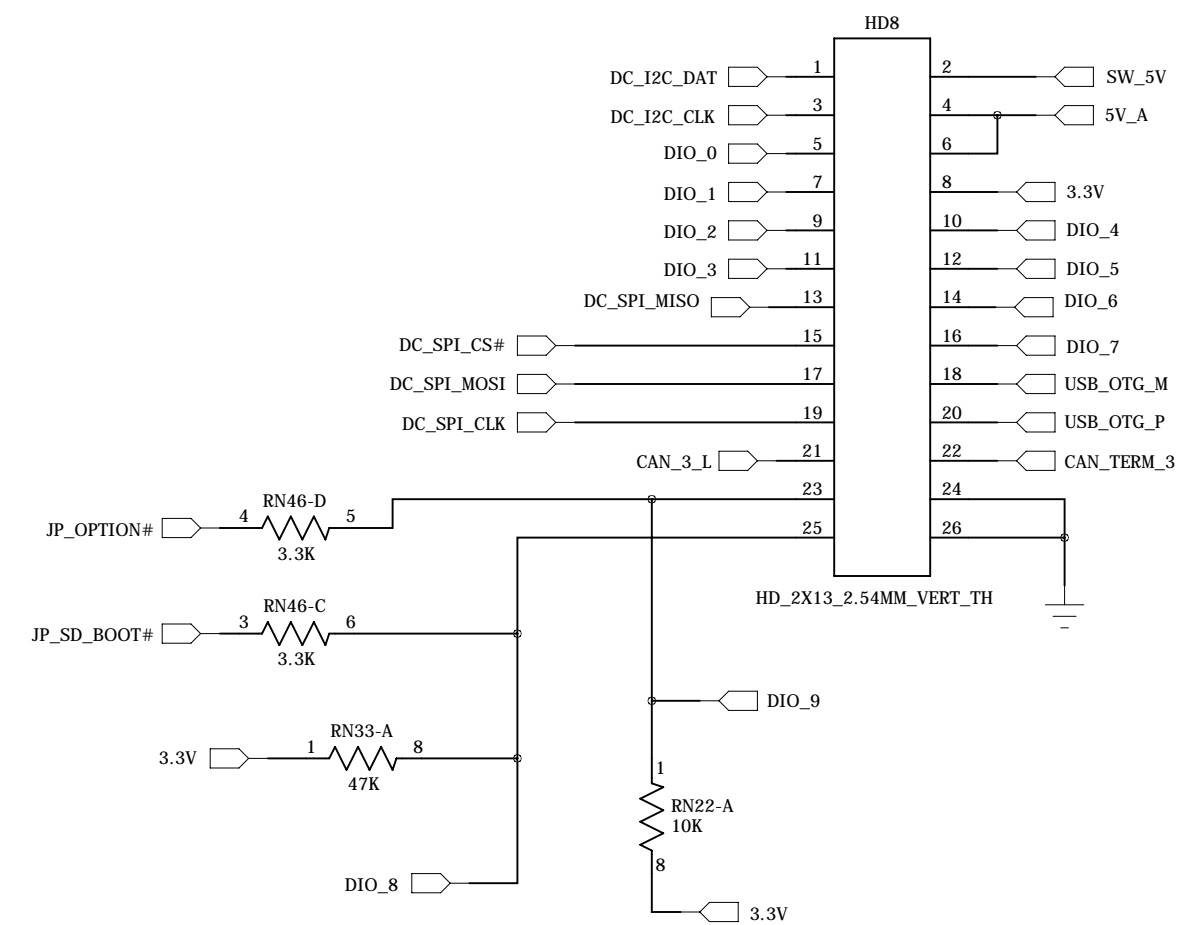 HD8
DC_I2C_DAT 1 2 SW_5V
DC_I2C_CLK 3 4 5V_A
DIO_0 5 6
DIO_1 7 8 3.3V
DIO_2 9 10 DIO_4
DIO_3 11 12 DIO_5
DC_SPI_MISO 13 14 DIO_6
DC_SPI_CS# 15 16 DIO_7
DC_SPI_MOSI 17 18 USB_OTG_M
DC_SPI_CLK 19 20 USB_OTG_P
CAN_3_L 21 22 CAN_TERM_3
23 24
RN46-D
JP_OPTION# 4 5
3.3K
25 26
HD_2X13_2.54MM_VERT_TH
RN46-C
JP_SD_BOOT# 3 6
3.3K
DIO_9
RN33-A
3.3V 1 8
47K
1
RN22-A
10K
8
DIO_8
3.3V